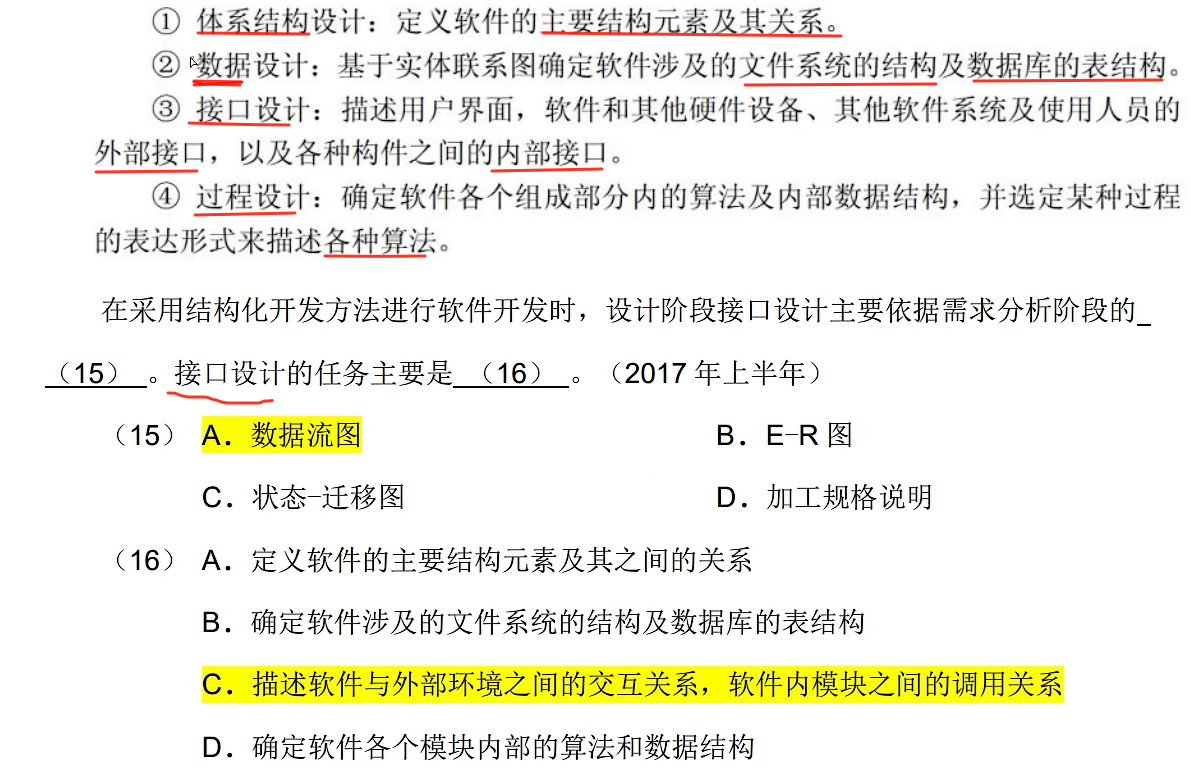 ① 体系结构设计：定义软件的主要结构元素及其关系。
② 数据设计：基于实体联系图确定软件涉及的文件系统的结构及数据库的表结构。
③ 接口设计：描述用户界面，软件和其他硬件设备、其他软件系统及使用人员的
外部接口，以及各种构件之间的内部接口。
④ 过程设计：确定软件各个组成部分内的算法及内部数据结构，并选定某种过程
的表达形式来描述各种算法。
在采用结构化开发方法进行软件开发时，设计阶段接口设计主要依据需求分析阶段的_
（15） 。接口设计的任务主要是 （16） 。（2017 年上半年）
（15） A．数据流图 B．E-R 图
C．状态-迁移图 D．加工规格说明
（16） A．定义软件的主要结构元素及其之间的关系
B．确定软件涉及的文件系统的结构及数据库的表结构
C．描述软件与外部环境之间的交互关系，软件内模块之间的调用关系
D．确定软件各个模块内部的算法和数据结构